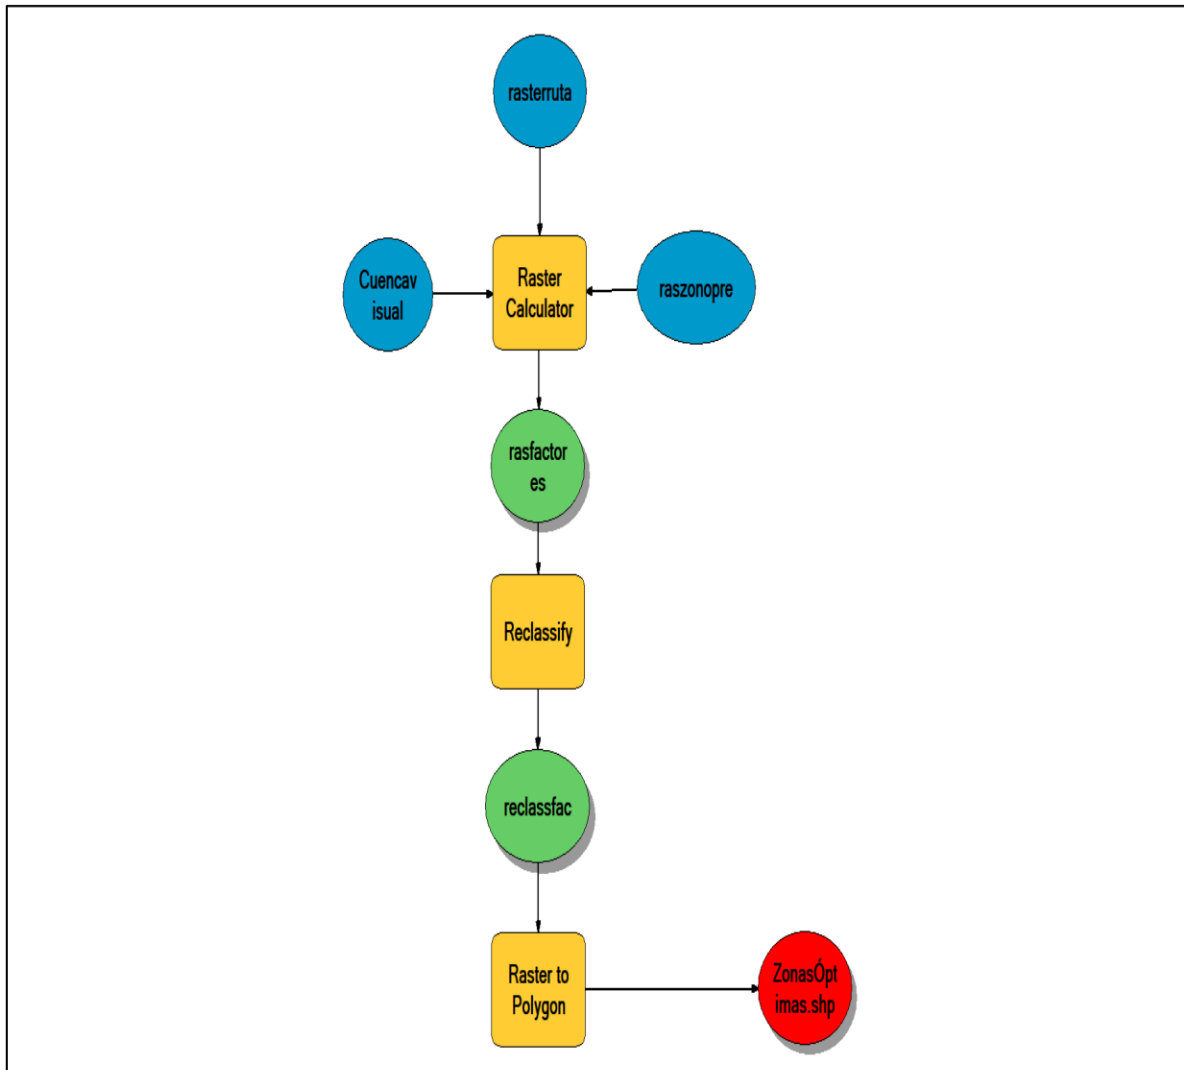 rasterruta
Cuencav
isual
Raster
Calculator
raszonopre
rasfactor
es
Reclassify
reclassfac
Raster to
Polygon
ZonasÓpt
imas.shp